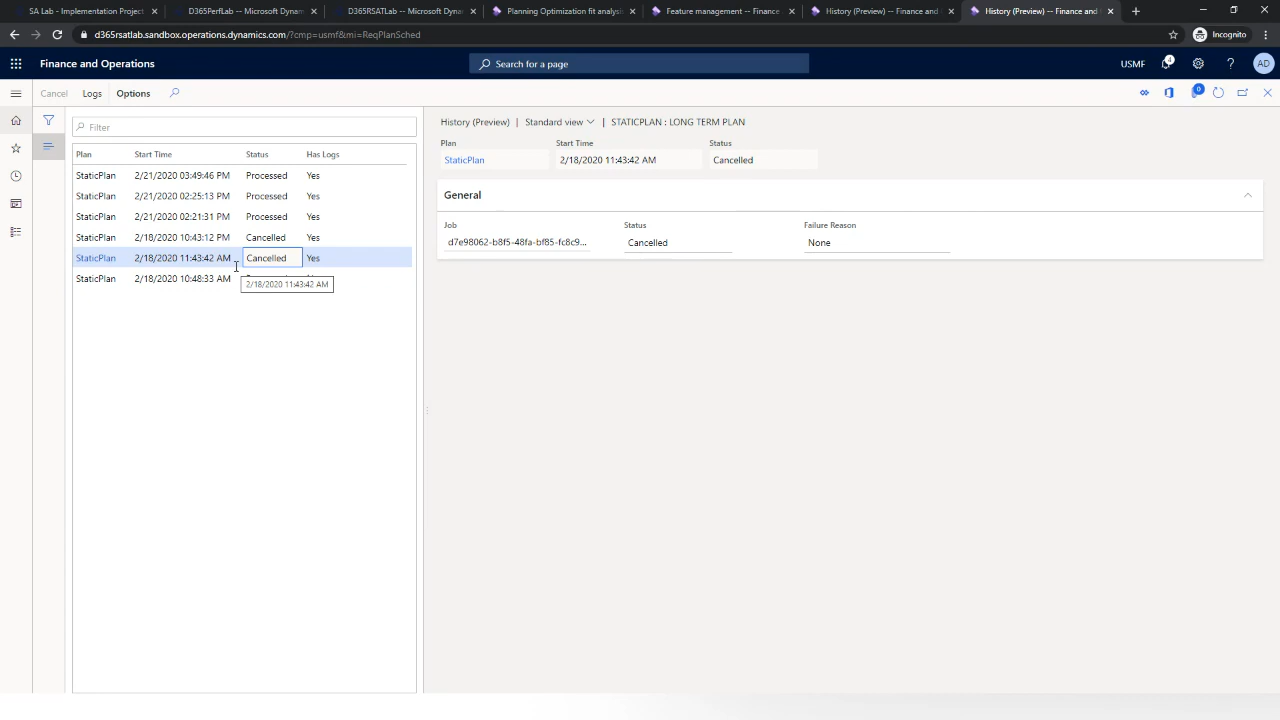 SA Lab - Implementation Project
D365PerfLab -- Microsoft Dynam
D365RSATLab -- Microsoft Dynam
Planning Optimization fit analysis
Feature management -- Finance
History (Preview) -- Finance and
History (Preview) -- Finance and
d365rsatlab.sandbox.operations.dynamics.com/?cmp=usmf&mi=ReqPlanSched
Incognito
Finance and Operations
Search for a page
USMF
AD
Cancel Logs Options
0
Filter
Plan Start Time Status Has Logs
StaticPlan 2/21/2020 03:49:46 PM Processed Yes
StaticPlan 2/21/2020 02:25:13 PM Processed Yes
StaticPlan 2/21/2020 02:21:31 PM Processed Yes
StaticPlan 2/18/2020 10:43:12 PM Cancelled Yes
StaticPlan 2/18/2020 11:43:42 AM Cancelled Yes
StaticPlan 2/18/2020 10:48:33 AM
2/18/2020 11:43:42 AM
History (Preview) | Standard view | STATICPLAN : LONG TERM PLAN
Plan Start Time Status
StaticPlan 2/18/2020 11:43:42 AM Cancelled
General
Job Status Failure Reason
d7e98062-b8f5-48fa-bf85-fc8c9... Cancelled None